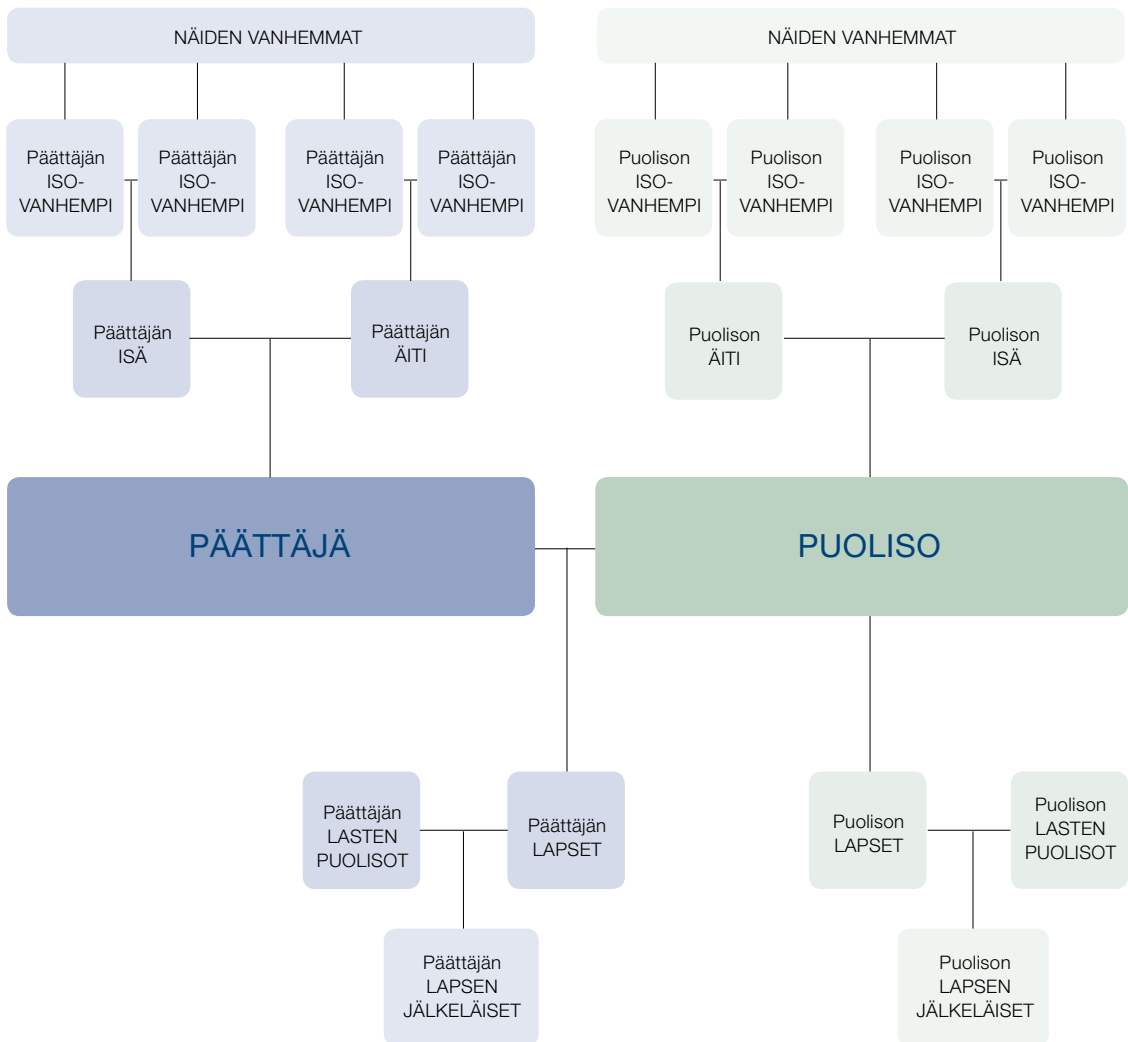 NÄIDEN VANHEMMAT
NÄIDEN VANHEMMAT
Päättäjän
ISO-
VANHEMPI
Päättäjän
ISO-
VANHEMPI
Päättäjän
ISO-
VANHEMPI
Päättäjän
ISO-
VANHEMPI
Puolison
ISO-
VANHEMPI
Puolison
ISO-
VANHEMPI
Puolison
ISO-
VANHEMPI
Puolison
ISO-
VANHEMPI
Päättäjän
ISÄ
Päättäjän
ÄITI
Puolison
ÄITI
Puolison
ISÄ
PÄÄTTÄJÄ
PUOLISO
Päättäjän
LASTEN
PUOLISOT
Päättäjän
LAPSET
Puolison
LAPSET
Puolison
LASTEN
PUOLISOT
Päättäjän
LAPSEN
JÄLKELÄISET
Puolison
LAPSEN
JÄLKELÄISET